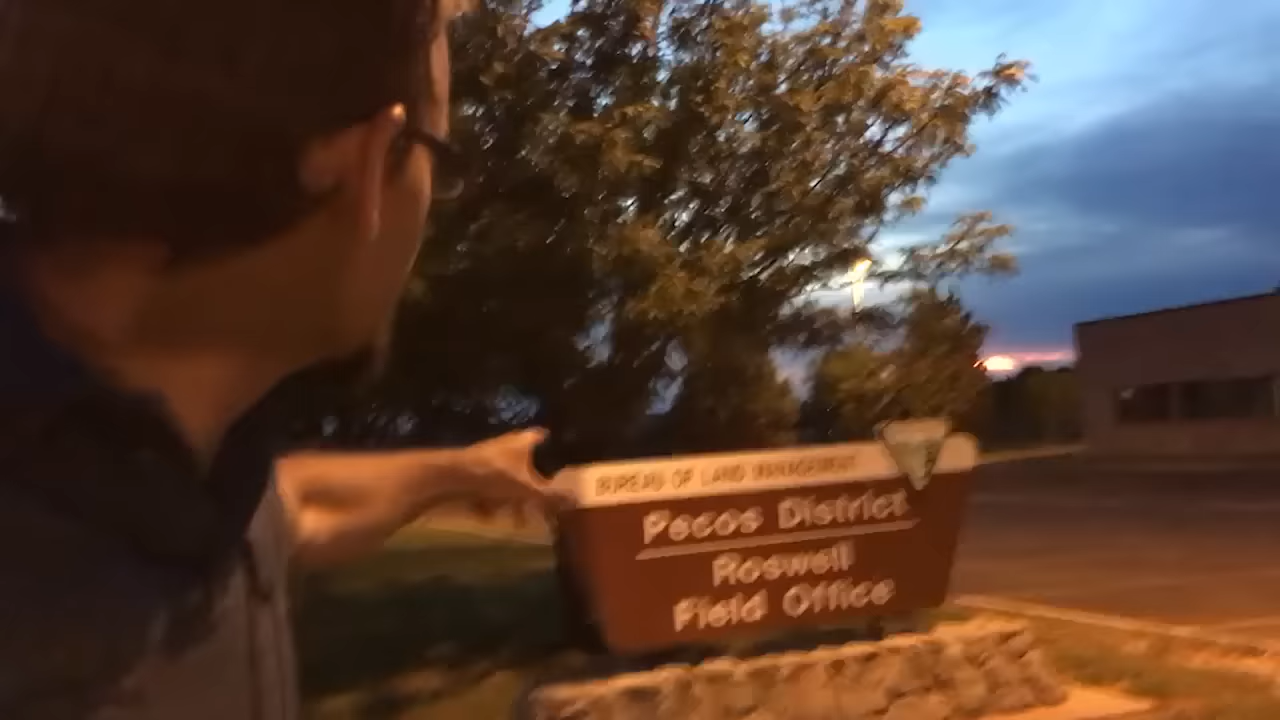 BUREAU OF LAND MANAGEMENT
Pecos District
Roswell
Field Office